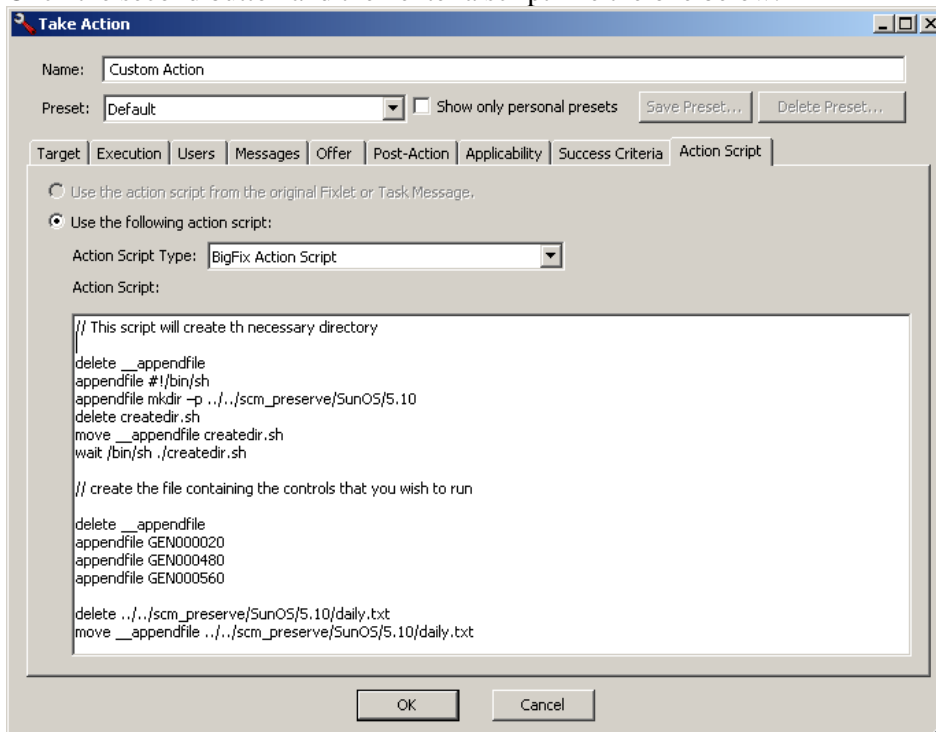 Take Action
Name: Custom Action
Preset: Default Show only personal presets Save Preset... Delete Preset...
Target Execution Users Messages Offer Post-Action Applicability Success Criteria Action Script
Use the action script from the original Fixlet or Task Message.
Use the following action script:
Action Script Type: BigFix Action Script
Action Script:
// This script will create th necessary directory
delete __appendfile
appendfile #!/bin/sh
appendfile mkdir –p ../../scm_preserve/SunOS/5.10
delete createdir.sh
move __appendfile createdir.sh
wait /bin/sh ./createdir.sh
// create the file containing the controls that you wish to run
delete __appendfile
appendfile GEN000020
appendfile GEN000480
appendfile GEN000560
delete ../../scm_preserve/SunOS/5.10/daily.txt
move __appendfile ../../scm_preserve/SunOS/5.10/daily.txt
OK Cancel